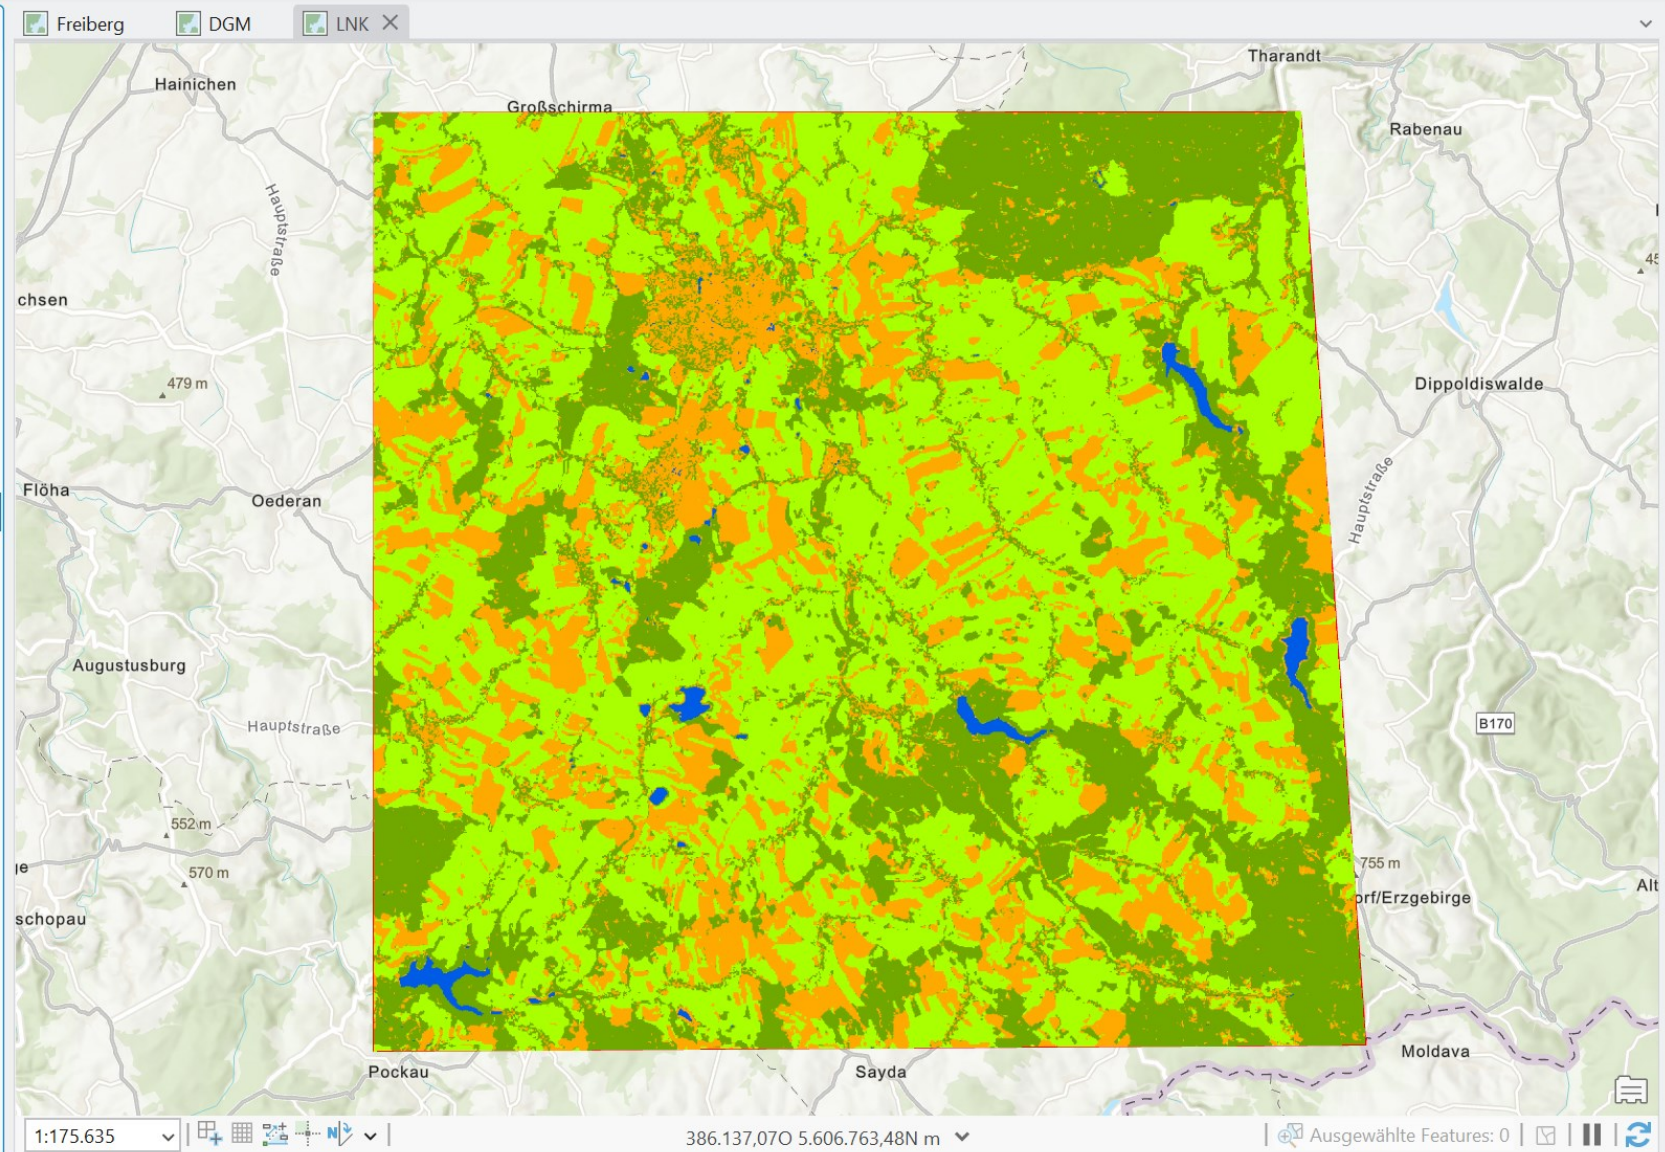 Freiberg
DGM
LNK
Tharandt
Hainichen
Großschirma
Rabenau
Hauptstraße
chsen
45
479 m
Dippoldiswalde
Flöha
Oederan
Hauptstraße
Augustusburg
Hauptstraße
B170
552 m
570 m
755 m
ge
Alt
schopau
orf/Erzgebirge
Moldava
Pockau
Sayda
1:175.635
N
386.137,07O 5.606.763,48N m
Ausgewählte Features: 0